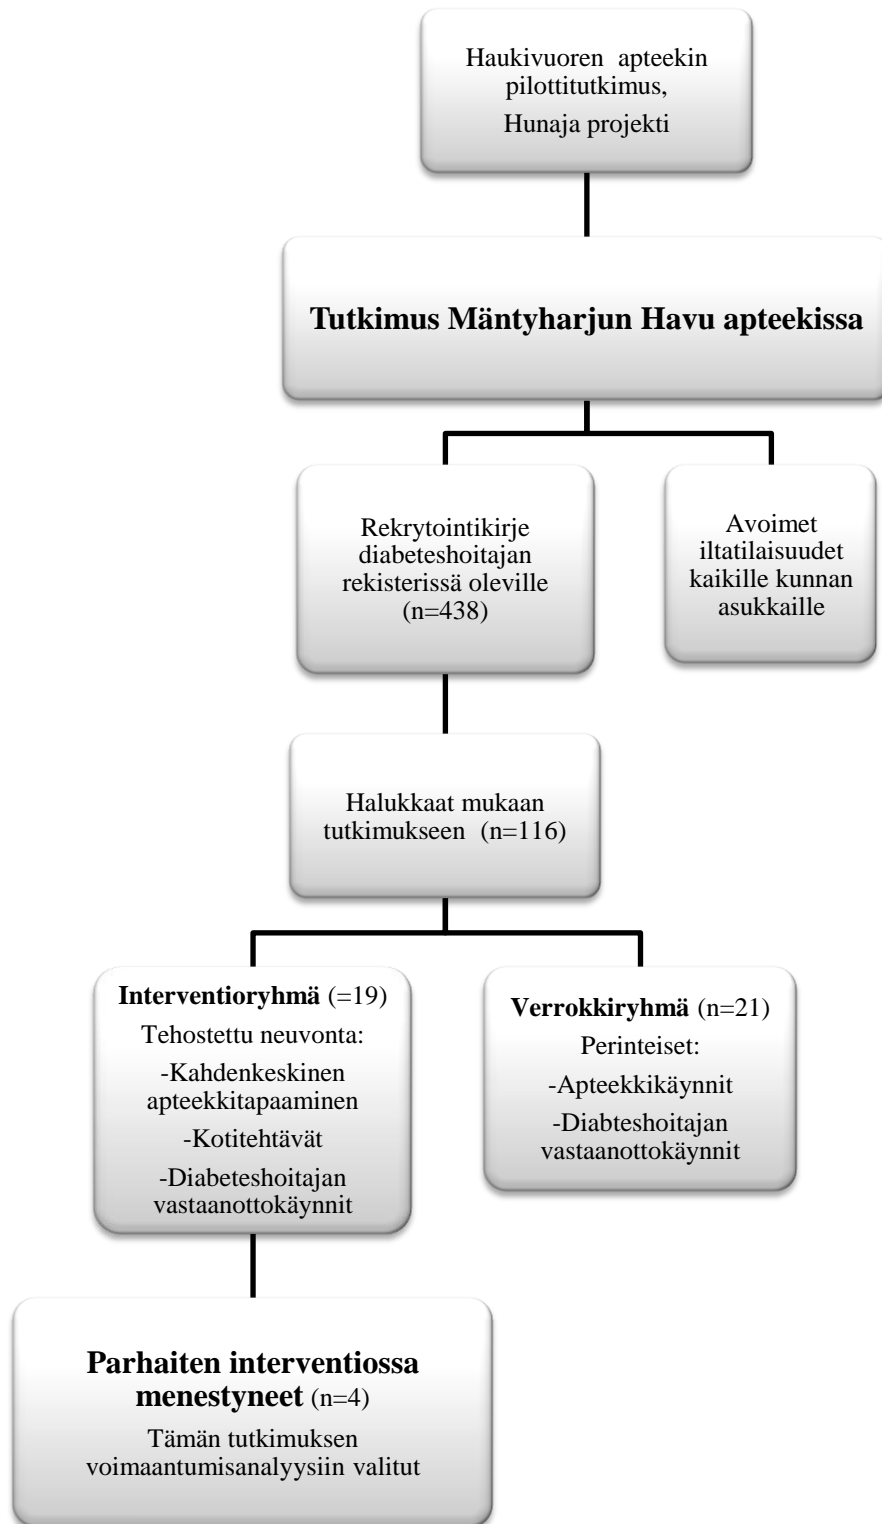 Haukivuoren apteekin
pilottitutkimus,
Hunaja projekti
Tutkimus Mäntyharjun Havu apteekissa
Rekrytointikirje
diabeteshoitajan
rekisterissä oleville
(n=438)
Avoimet
iltatilaisuudet
kaikille kunnan
asukkaille
Halukkaat mukaan
tutkimukseen (n=116)
Interventioryhmä (=19)
Tehostettu neuvonta:
-Kahdenkeskinen
apteekkitapaaminen
-Kotitehtävät
-Diabeteshoitajan
vastaanottokäynnit
Verrokkiryhmä (n=21)
Perinteiset:
-Apteekkikäynnit
-Diabteshoitajan
vastaanottokäynnit
Parhaiten interventiossa
menestyneet (n=4)
Tämän tutkimuksen
voimaantumisanalyysiin valitut